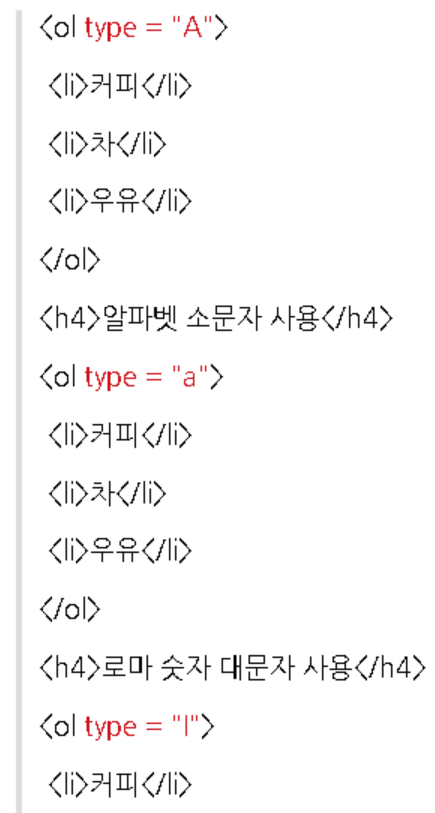 <ol type = "A">
<li>커피</li>
<li>차</li>
<li>우유</li>
</ol>
<h4>알파벳 소문자 사용</h4>
<ol type = "a">
<li>커피</li>
<li>차</li>
<li>우유</li>
</ol>
<h4>로마 숫자 대문자 사용</h4>
<ol type = "I">
<li>커피</li>